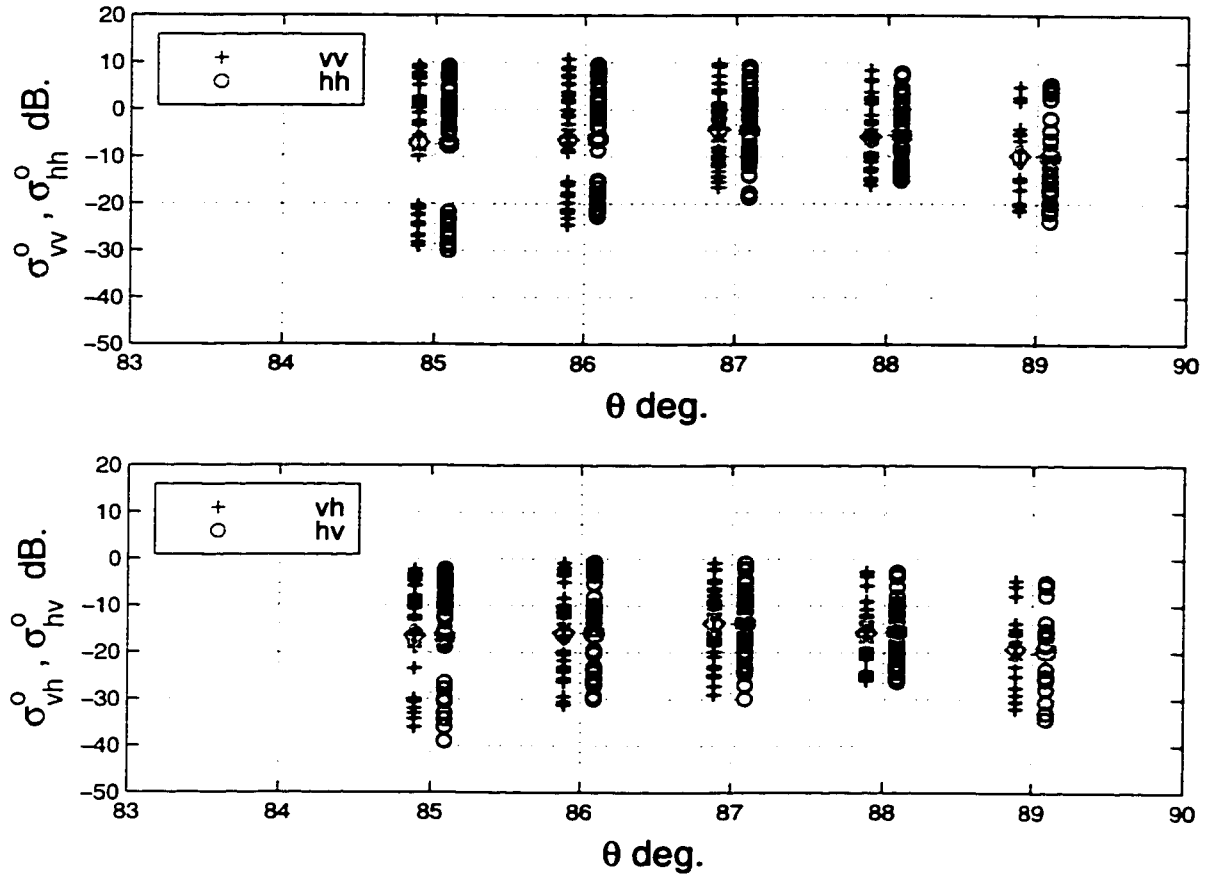 20
10
0
-10
-20
-30
-40
-50
83 84 85 86 87 88 89 90
+ vv
o hh
σ°vv , σ°hh dB.
θ deg.
20
10
0
-10
-20
-30
-40
-50
83 84 85 86 87 88 89 90
+ vh
o hv
σ°vh , σ°hv dB.
θ deg.